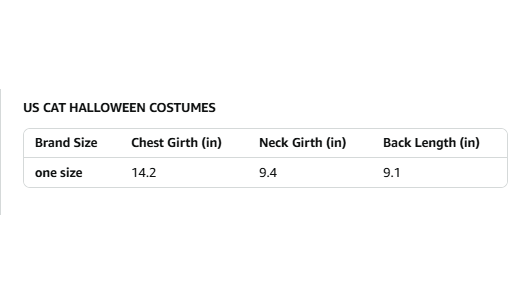 US CAT HALLOWEEN COSTUMES
Brand Size Chest Girth (in) Neck Girth (in) Back Length (in)
one size 14.2 9.4 9.1